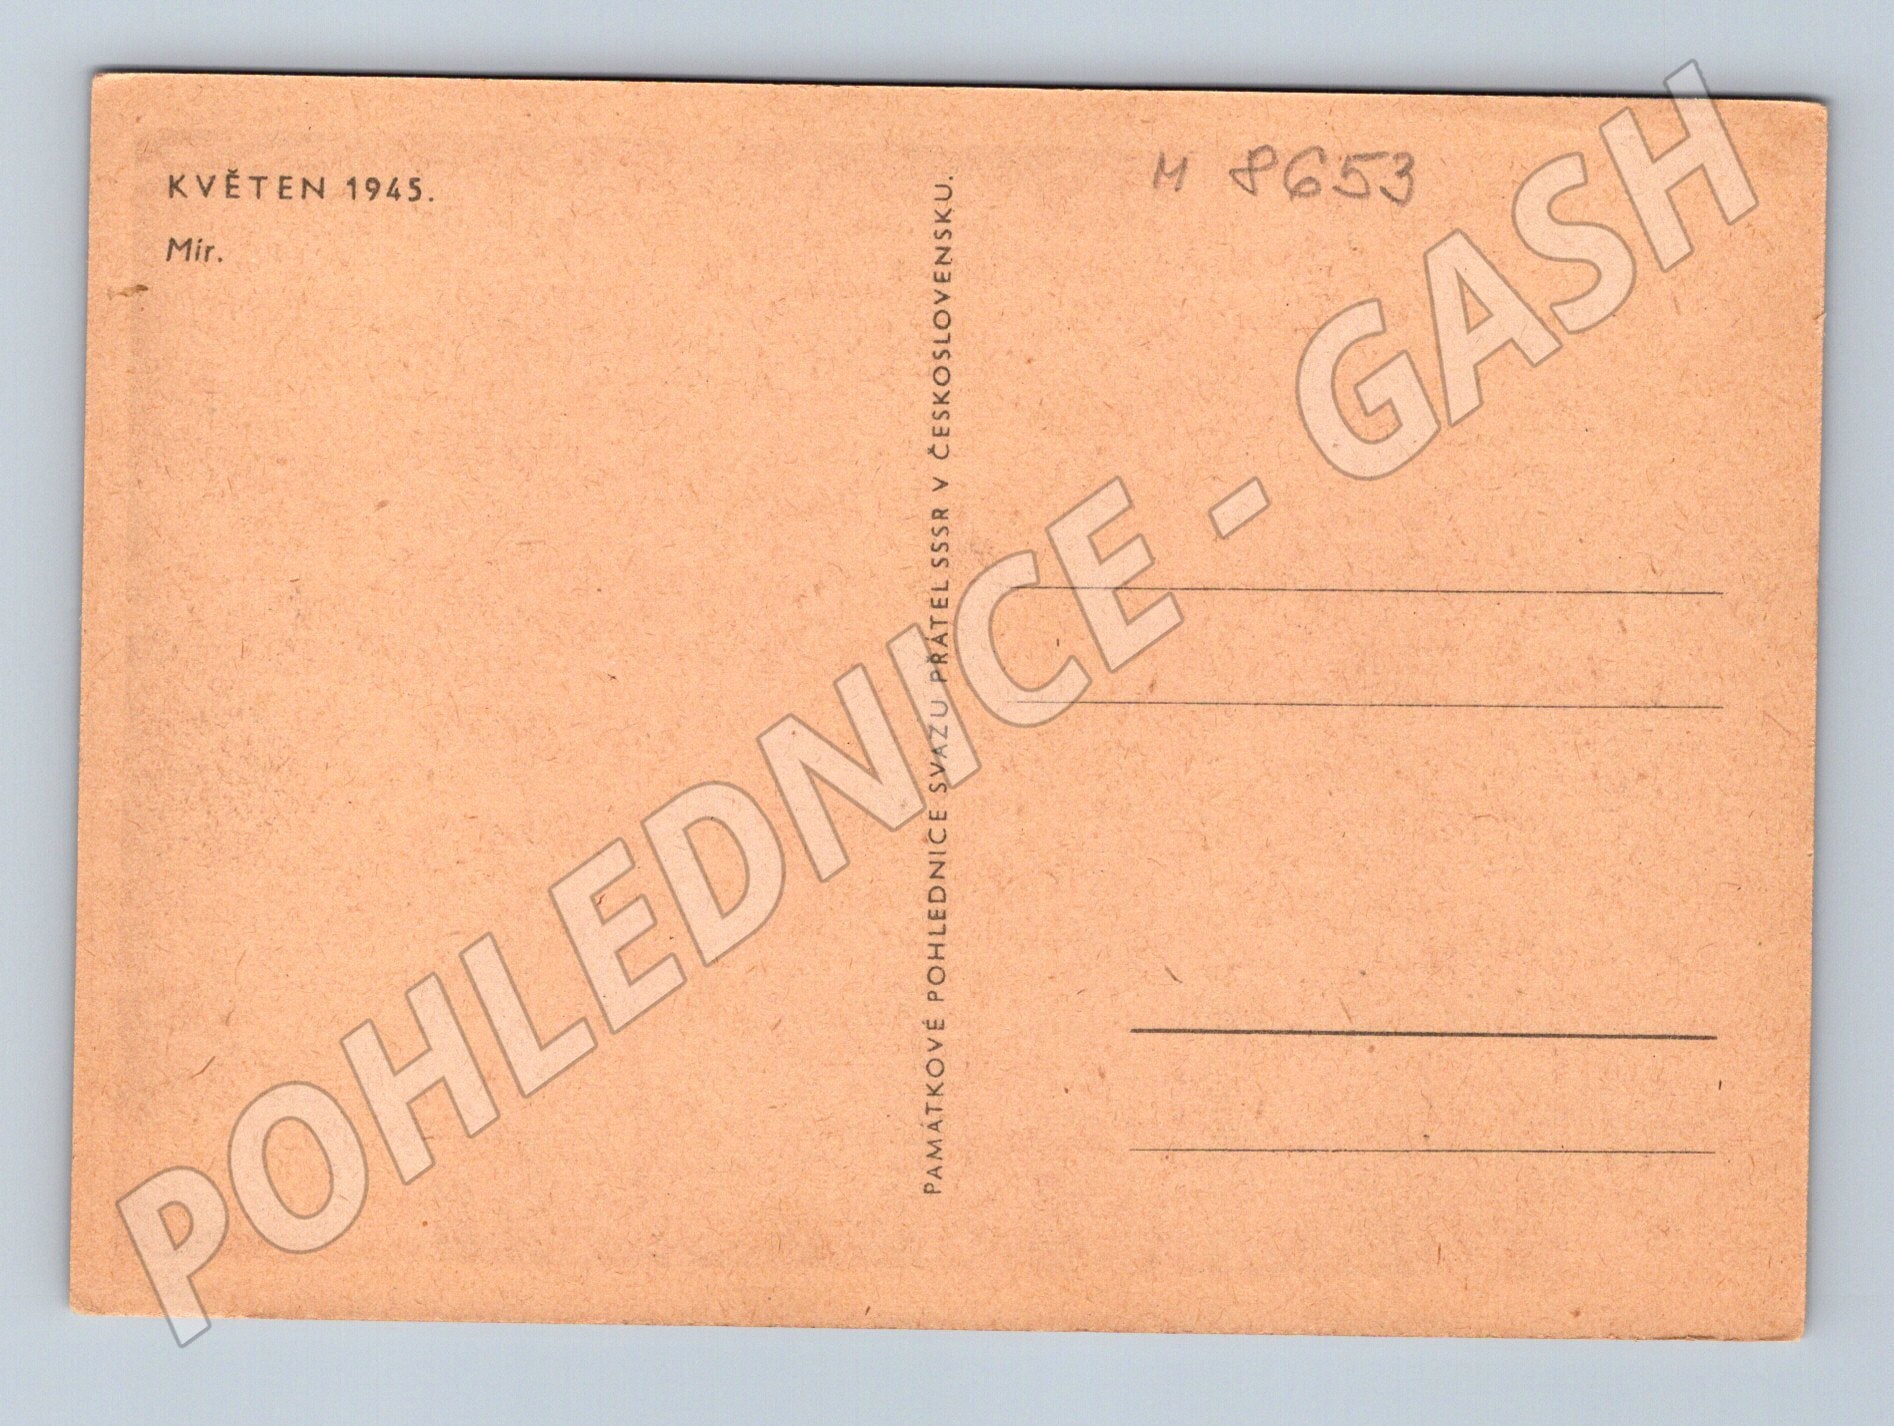 KVĚTEN 1945.
Mír.
PAMÁTKOVÉ POHLEDNICE SVAZU PŘÁTEL SSSR V ČESKOSLOVENSKU.
M 8653
POHLEDNICE - GASH